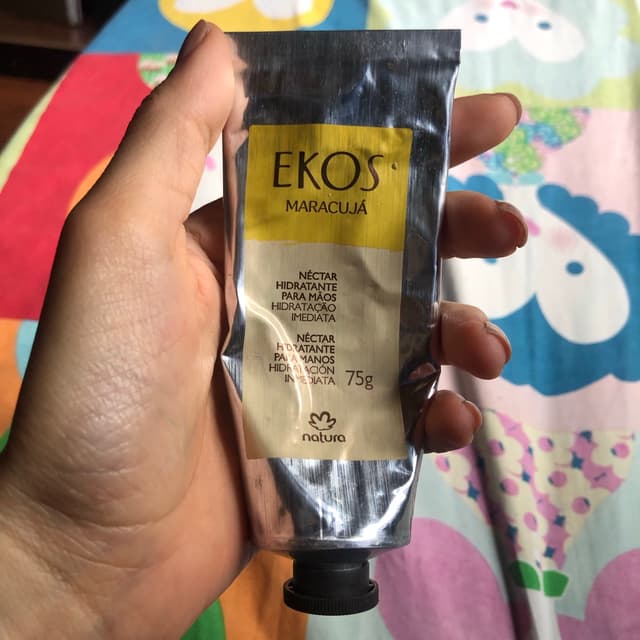 EKOS
MARACUJÁ
NÉCTAR
HIDRATANTE
PARA MÃOS
HIDRATAÇÃO
IMEDIATA
NÉCTAR
HIDRATANTE
PARA MANOS
HIDRATACIÓN
INMEDIATA 75g
natura